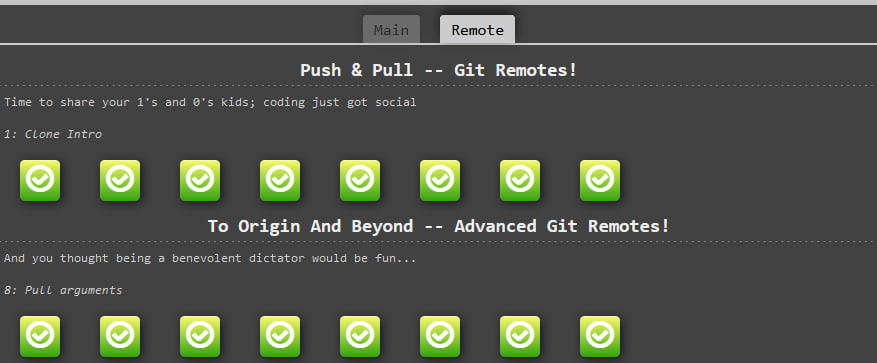 Main
Remote
Push & Pull -- Git Remotes!
Time to share your 1's and 0's kids; coding just got social
1: Clone Intro
To Origin And Beyond -- Advanced Git Remotes!
And you thought being a benevolent dictator would be fun...
8: Pull arguments